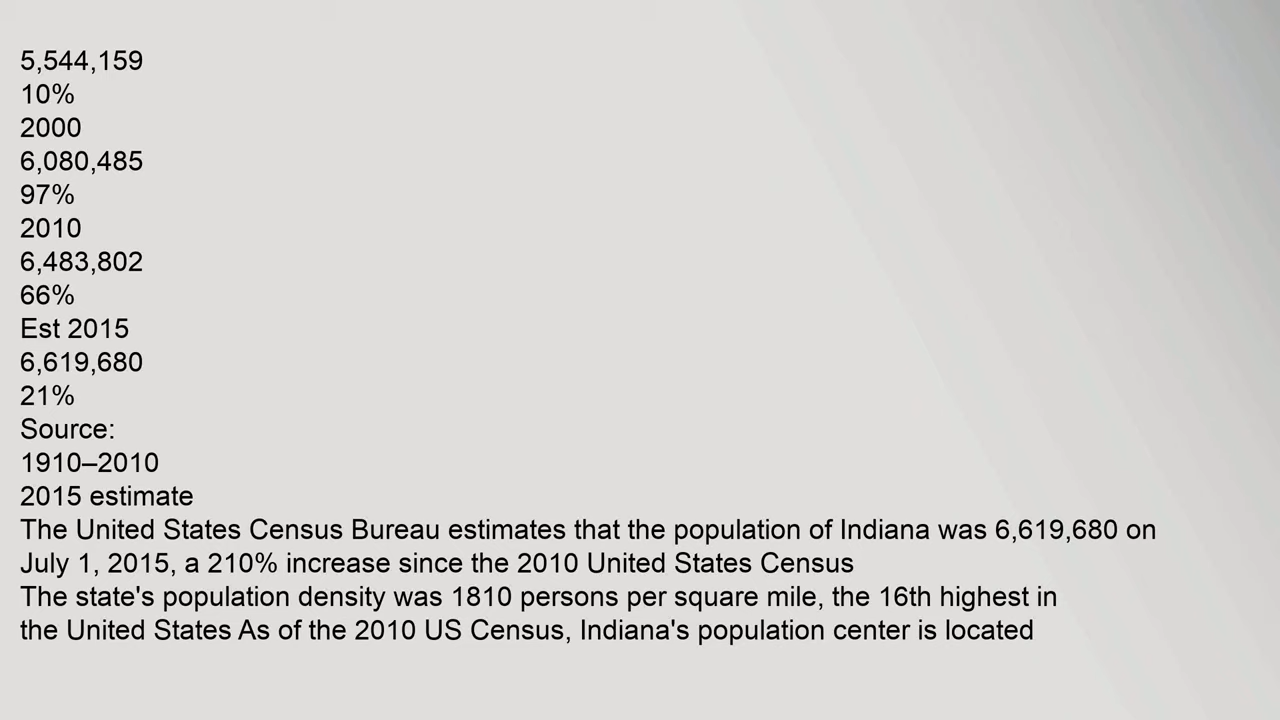 5,544,159
10%
2000
6,080,485
97%
2010
6,483,802
66%
Est 2015
6,619,680
21%
Source:
1910–2010
2015 estimate
The United States Census Bureau estimates that the population of Indiana was 6,619,680 on
July 1, 2015, a 210% increase since the 2010 United States Census
The state's population density was 1810 persons per square mile, the 16th highest in
the United States As of the 2010 US Census, Indiana's population center is located